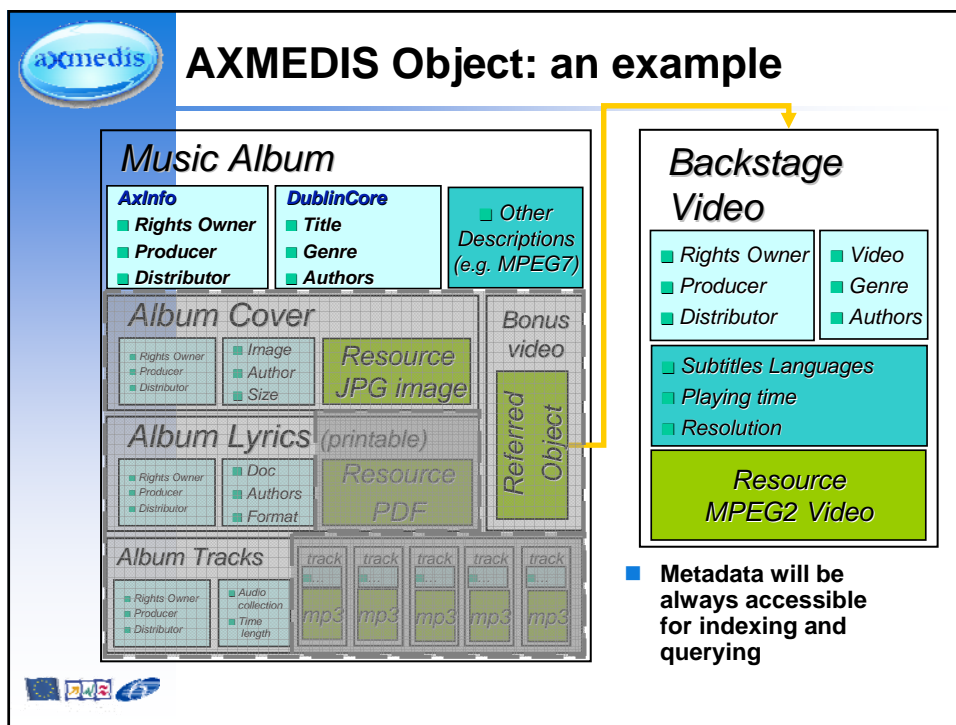 axmedis
AXMEDIS Object: an example
Music Album
AxInfo
Rights Owner
Producer
Distributor
DublinCore
Title
Genre
Authors
Other
Descriptions
(e.g. MPEG7)
Album Cover
Rights Owner
Producer
Distributor
Image
Author
Size
Resource
JPG image
Bonus
video
Referred
Object
Album Lyrics (printable)
Rights Owner
Producer
Distributor
Doc
Authors
Format
Resource
PDF
Album Tracks
Rights Owner
Producer
Distributor
Audio
collection
Time
length
track
...
mp3
track
...
mp3
track
...
mp3
track
...
mp3
track
...
mp3
Backstage
Video
Rights Owner
Producer
Distributor
Video
Genre
Authors
Subtitles Languages
Playing time
Resolution
Resource
MPEG2 Video
Metadata will be
always accessible
for indexing and
querying